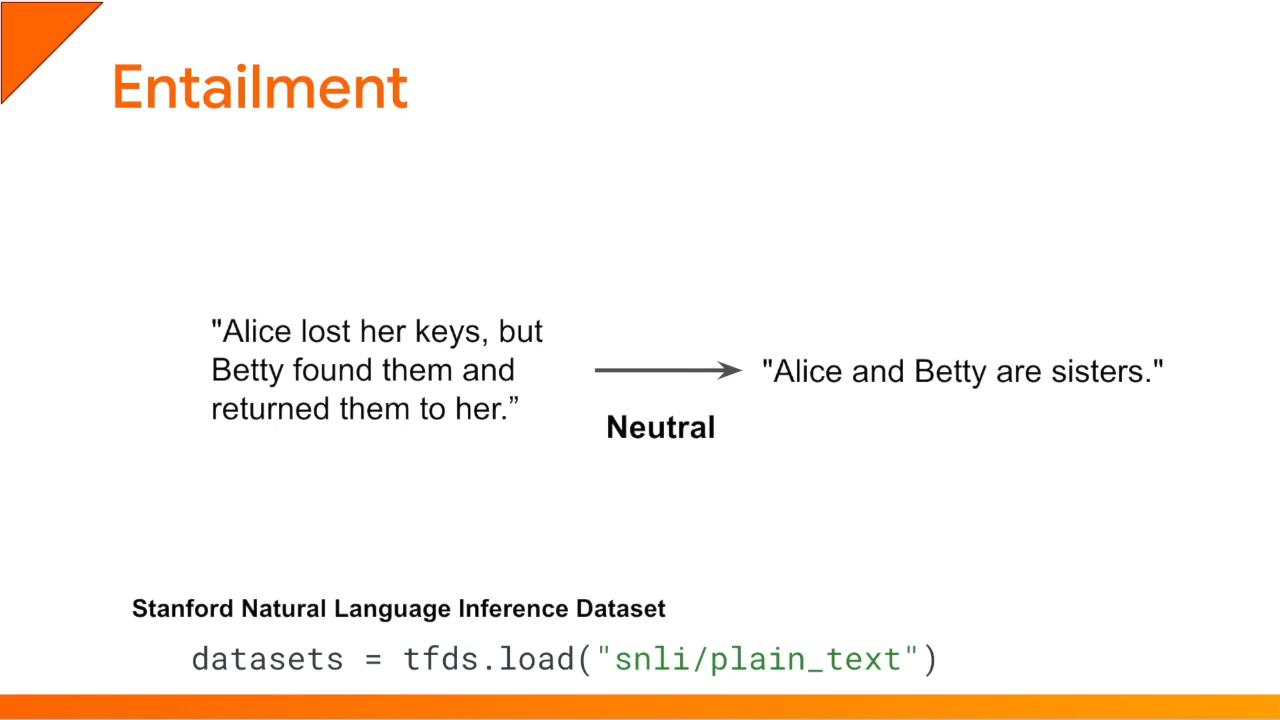 Entailment
"Alice lost her keys, but
Betty found them and
returned them to her.”
Neutral
"Alice and Betty are sisters."
Stanford Natural Language Inference Dataset
datasets = tfds.load("snli/plain_text")